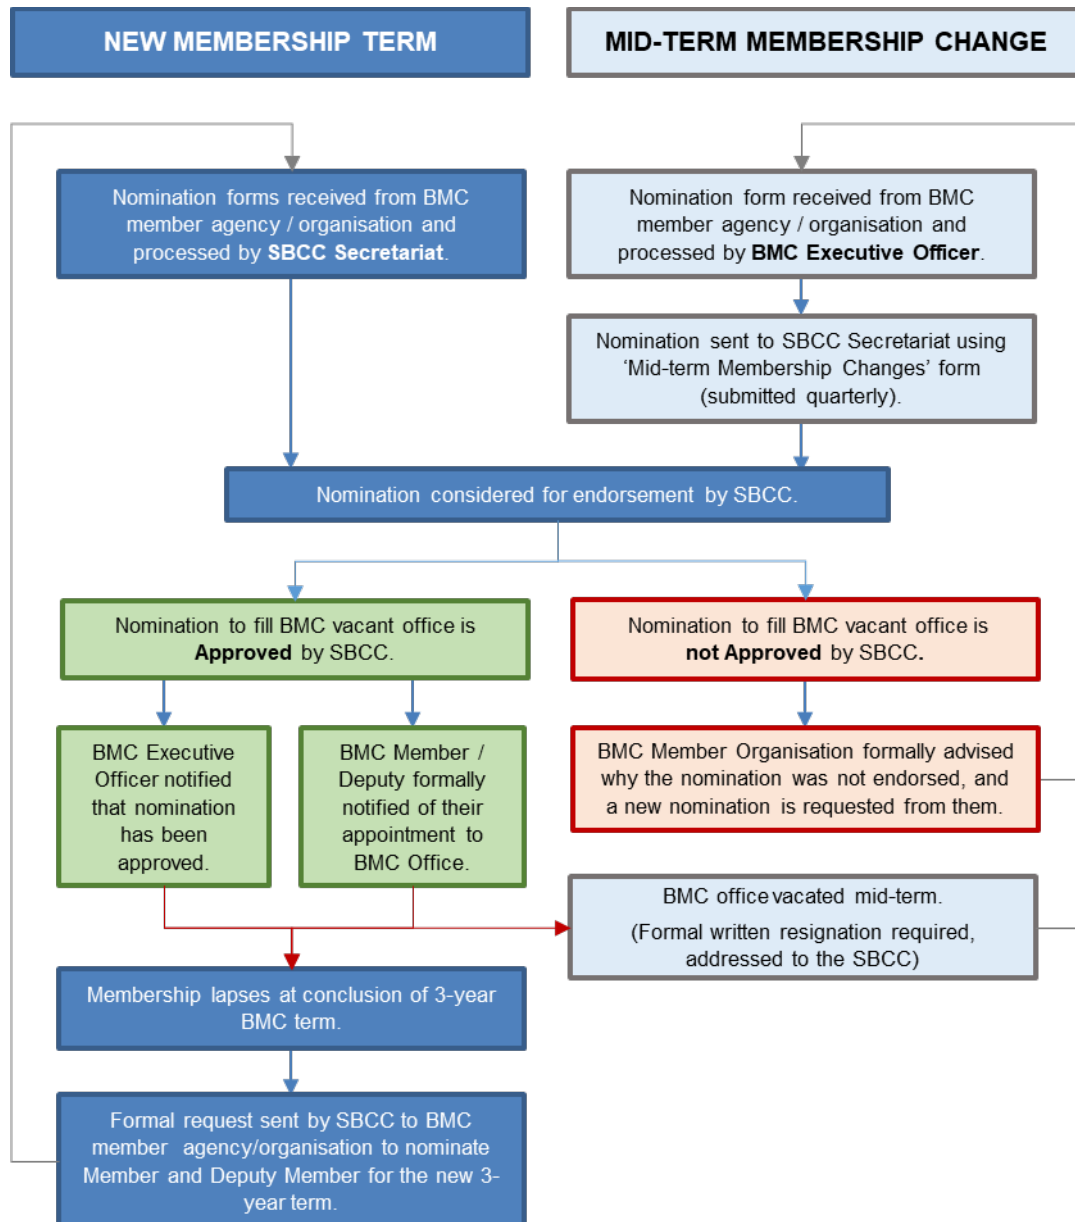 NEW MEMBERSHIP TERM
MID-TERM MEMBERSHIP CHANGE
Nomination forms received from BMC
member agency / organisation and
processed by SBCC Secretariat.
Nomination form received from BMC
member agency / organisation and
processed by BMC Executive Officer.
Nomination sent to SBCC Secretariat using
‘Mid-term Membership Changes’ form
(submitted quarterly).
Nomination considered for endorsement by SBCC.
Nomination to fill BMC vacant office is
Approved by SBCC.
Nomination to fill BMC vacant office is
not Approved by SBCC.
BMC Executive
Officer notified
that nomination
has been
approved.
BMC Member /
Deputy formally
notified of their
appointment to
BMC Office.
BMC Member Organisation formally advised
why the nomination was not endorsed, and
a new nomination is requested from them.
BMC office vacated mid-term.
(Formal written resignation required,
addressed to the SBCC)
Membership lapses at conclusion of 3-year
BMC term.
Formal request sent by SBCC to BMC
member agency/organisation to nominate
Member and Deputy Member for the new 3-
year term.